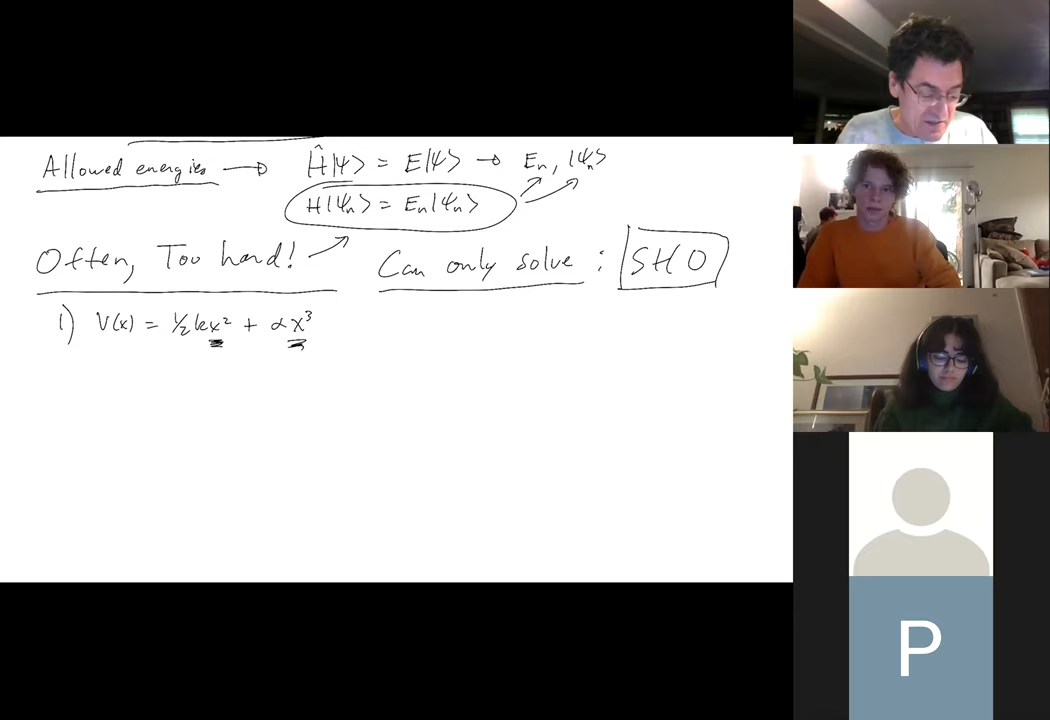 Allowed energies → Ĥ|Ψ⟩ = E|Ψ⟩ → Eₙ, |Ψₙ⟩
H|Ψₙ⟩ = Eₙ|Ψₙ⟩
Often, Too hard! Can only solve : SHO
1) V(x) = ½kx² + αx³
P